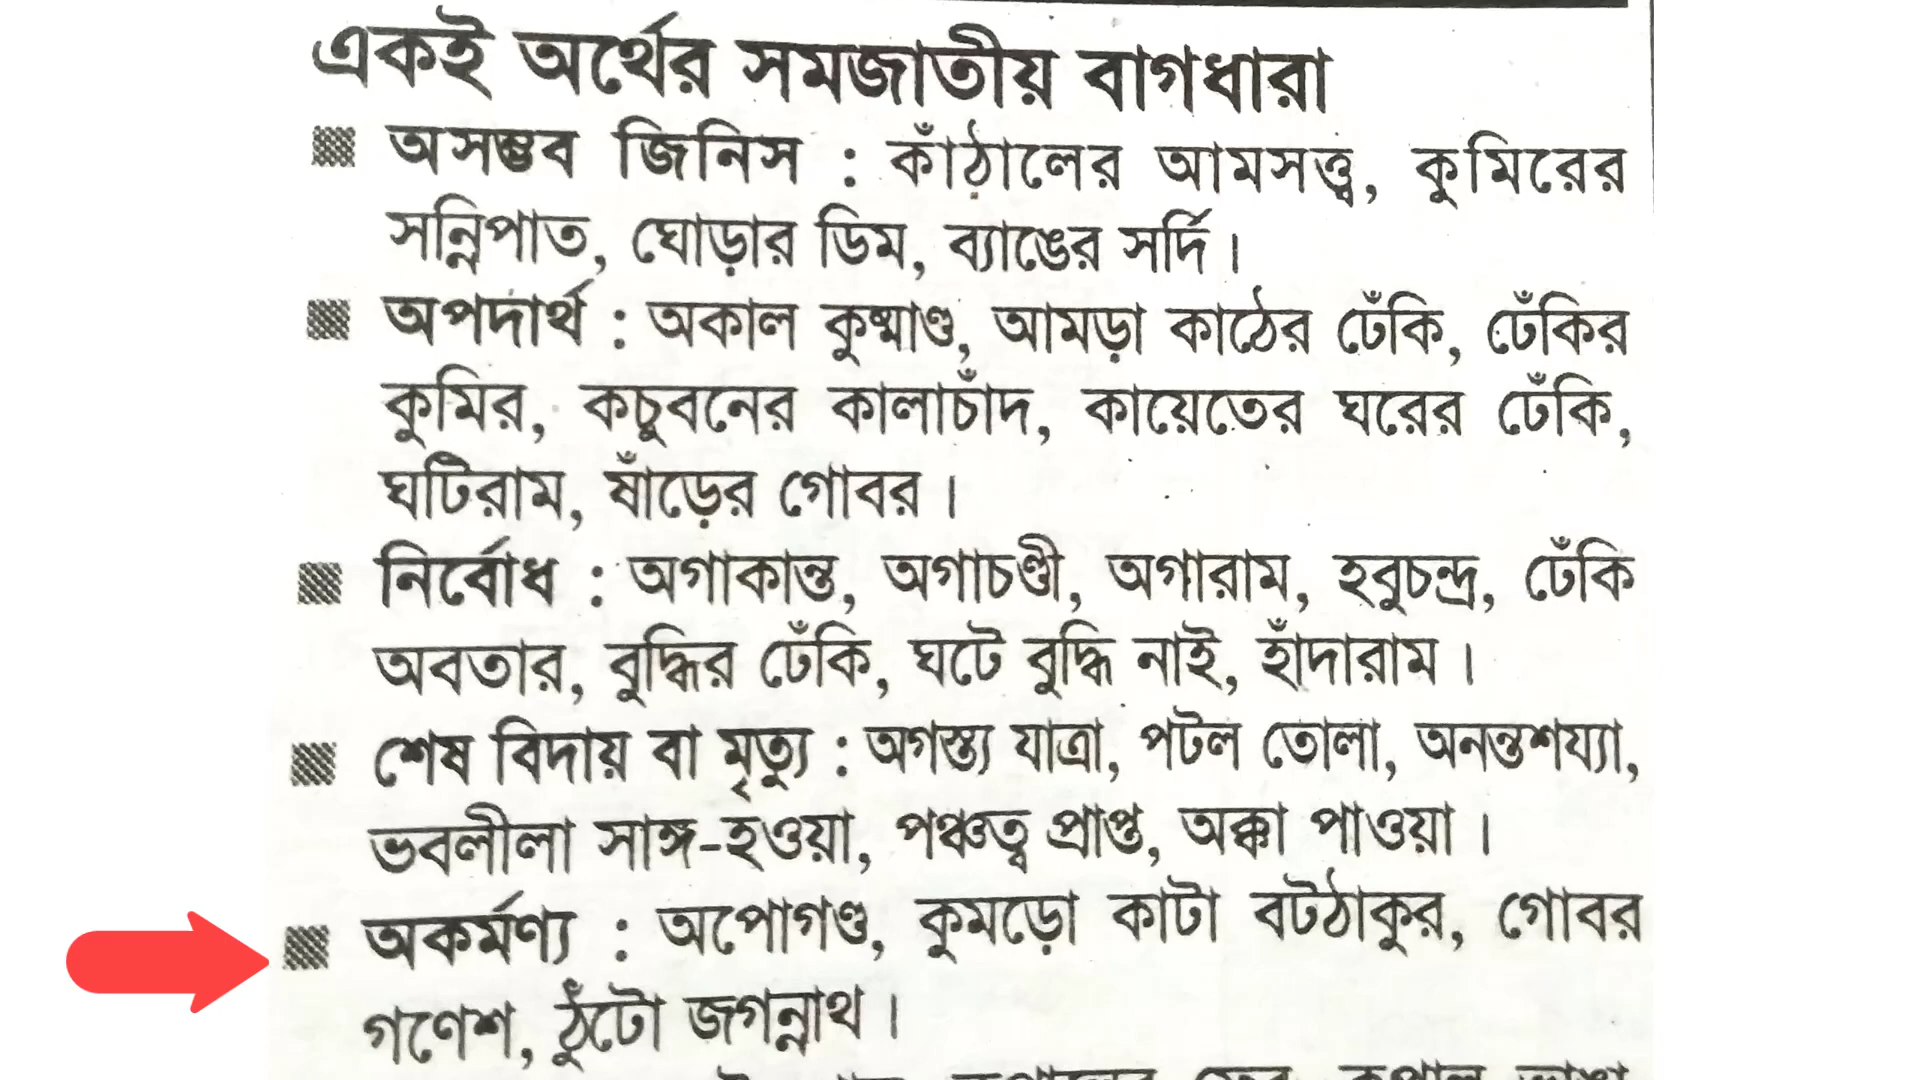 একই অর্থের সমজাতীয় বাগধারা
অসম্ভব জিনিস : কাঁঠালের আমসত্ত্ব, কুমিরের
সন্নিপাত, ঘোড়ার ডিম, ব্যাঙের সর্দি।
অপদার্থ : অকাল কুষ্মাণ্ড, আমড়া কাঠের ঢেঁকি, ঢেঁকির
কুমির, কচুবনের কালাচাঁদ, কায়েতের ঘরের ঢেঁকি,
ঘটিরাম, ষাঁড়ের গোবর।
নির্বোধ : অগাকান্ত, অগাচণ্ডী, অগারাম, হবুচন্দ্র, ঢেঁকি
অবতার, বুদ্ধির ঢেঁকি, ঘটে বুদ্ধি নাই, হাঁদারাম।
শেষ বিদায় বা মৃত্যু : অগস্ত্য যাত্রা, পটল তোলা, অনন্তশয্যা,
ভবলীলা সাঙ্গ-হওয়া, পঞ্চত্ব প্রাপ্ত, অক্কা পাওয়া।
অকর্মণ্য : অপোগণ্ড, কুমড়ো কাটা বটঠাকুর, গোবর
গণেশ, ঠুঁটো জগন্নাথ।